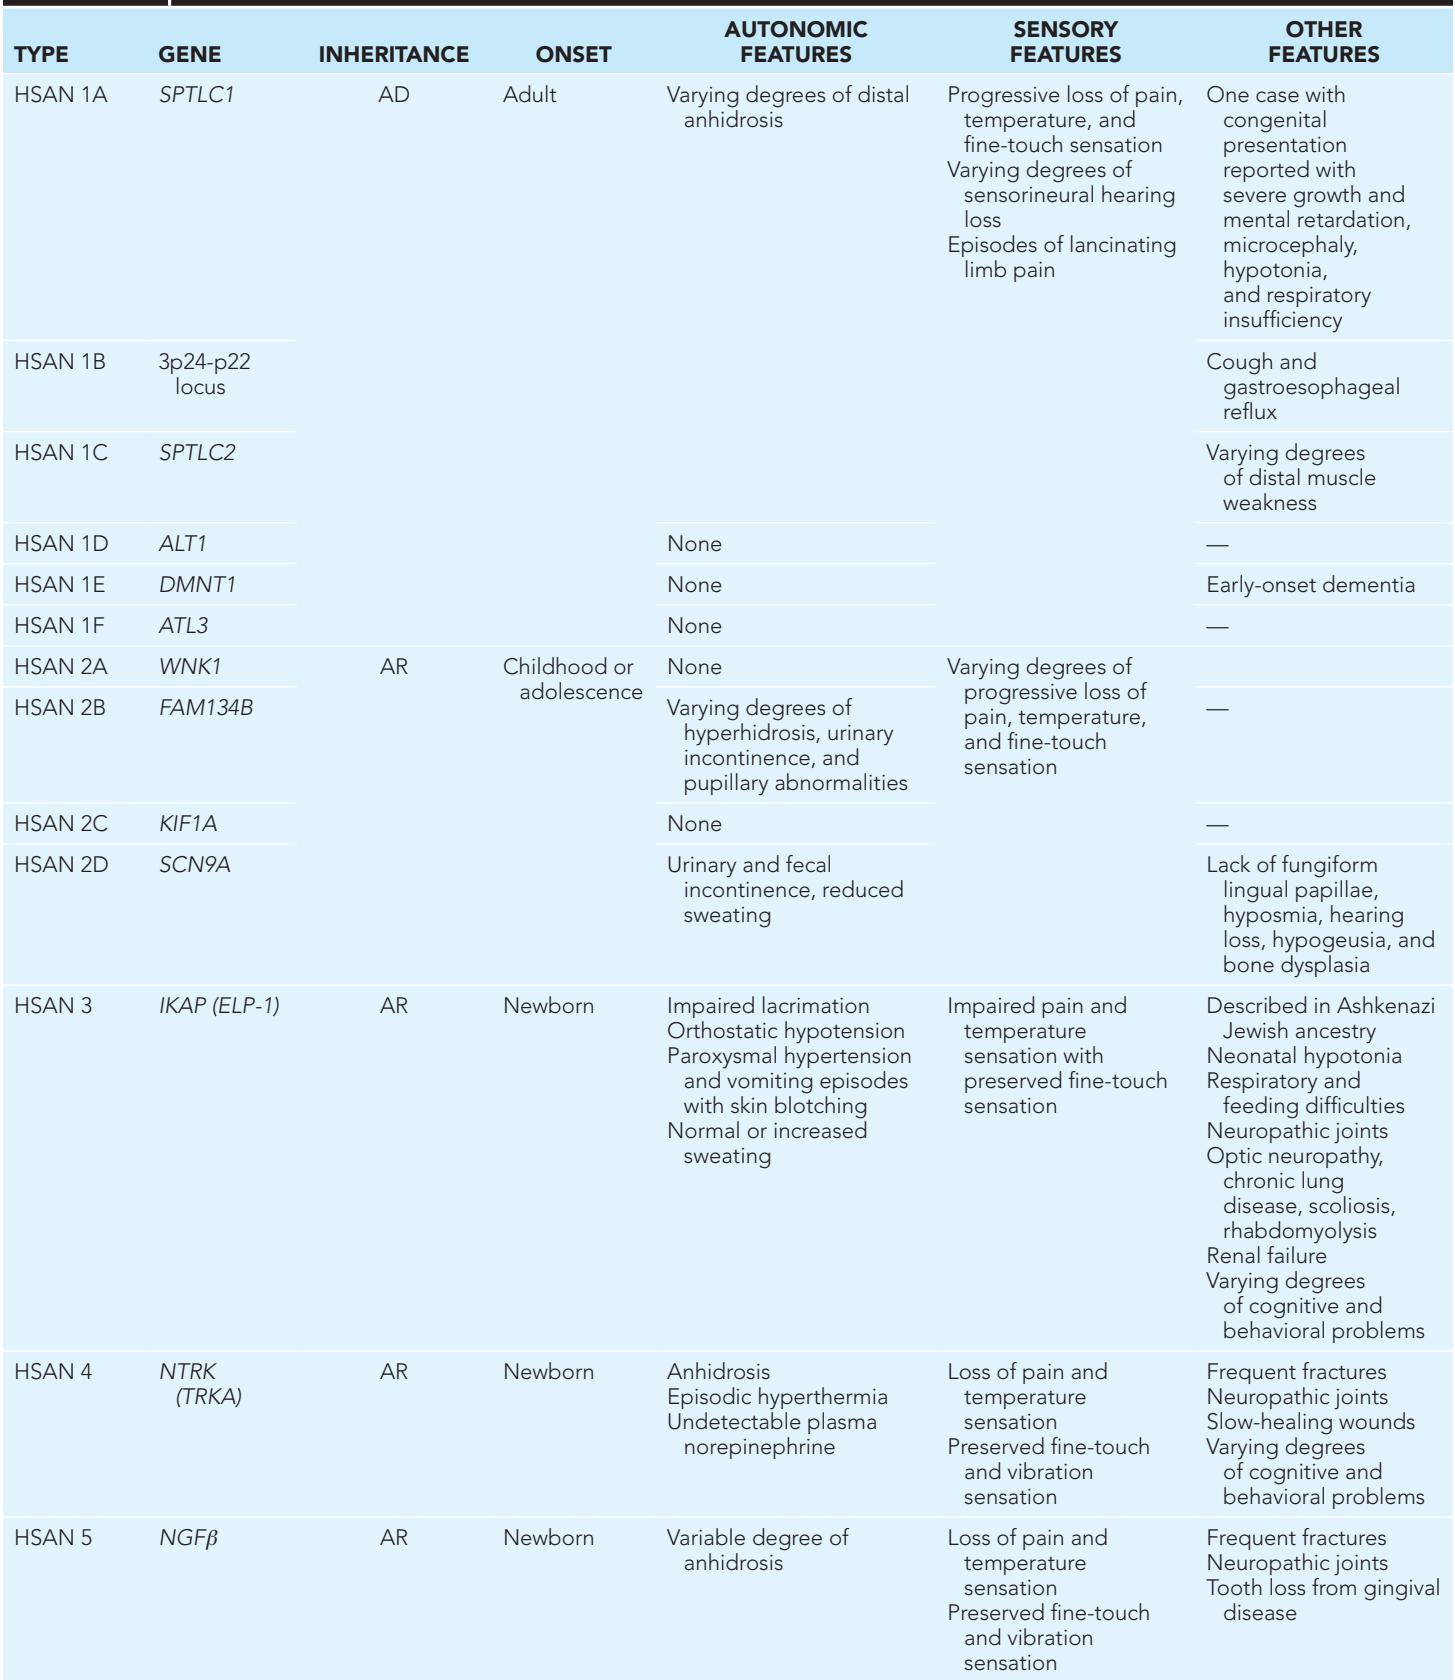 TYPE GENE INHERITANCE ONSET AUTONOMIC FEATURES SENSORY FEATURES OTHER FEATURES
HSAN 1A SPTLC1 AD Adult Varying degrees of distal Progressive loss of pain, One case with
anhidrosis temperature, and congenital
fine-touch sensation presentation
Varying degrees of reported with
sensorineural hearing severe growth and
loss mental retardation,
Episodes of lancinating microcephaly,
limb pain hypotonia,
and respiratory
insufficiency
HSAN 1B 3p24-p22 Cough and
locus gastroesophageal
reflux
HSAN 1C SPTLC2 Varying degrees
of distal muscle
weakness
HSAN 1D ALT1 None —
HSAN 1E DMNT1 None Early-onset dementia
HSAN 1F ATL3 None —
HSAN 2A WNK1 AR Childhood or None Varying degrees of
adolescence progressive loss of
HSAN 2B FAM134B Varying degrees of pain, temperature, —
hyperhidrosis, urinary and fine-touch
incontinence, and sensation
pupillary abnormalities
HSAN 2C KIF1A None —
HSAN 2D SCN9A Urinary and fecal Lack of fungiform
incontinence, reduced lingual papillae,
sweating hyposmia, hearing
loss, hypogeusia, and
bone dysplasia
HSAN 3 IKAP (ELP-1) AR Newborn Impaired lacrimation Impaired pain and Described in Ashkenazi
Orthostatic hypotension temperature Jewish ancestry
Paroxysmal hypertension sensation with Neonatal hypotonia
and vomiting episodes preserved fine-touch Respiratory and
with skin blotching sensation feeding difficulties
Normal or increased Neuropathic joints
sweating Optic neuropathy,
chronic lung
disease, scoliosis,
rhabdomyolysis
Renal failure
Varying degrees
of cognitive and
behavioral problems
HSAN 4 NTRK AR Newborn Anhidrosis Loss of pain and Frequent fractures
(TRKA) Episodic hyperthermia temperature Neuropathic joints
Undetectable plasma sensation Slow-healing wounds
norepinephrine Preserved fine-touch Varying degrees
and vibration of cognitive and
sensation behavioral problems
HSAN 5 NGFβ AR Newborn Variable degree of Loss of pain and Frequent fractures
anhidrosis temperature Neuropathic joints
sensation Tooth loss from gingival
Preserved fine-touch disease
and vibration
sensation